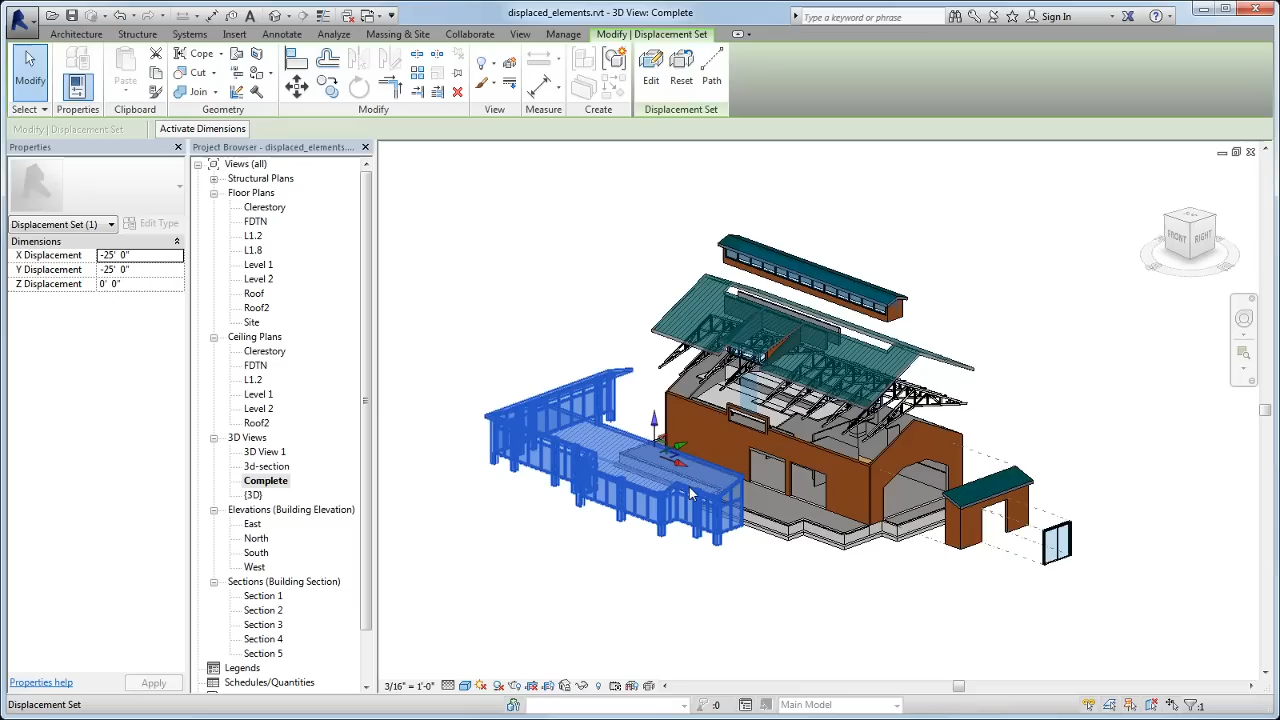 displaced_elements.rvt - 3D View: Complete
Type a keyword or phrase
Sign In
Architecture Structure Systems Insert Annotate Analyze Massing & Site Collaborate View Manage Modify | Displacement Set
Modify
Paste
Cope
Cut
Join
Edit Reset Path
Select Properties Clipboard Geometry Modify View Measure Create Displacement Set
Modify | Displacement Set Activate Dimensions
Properties
Project Browser - displaced_elements....
Displacement Set (1)
Edit Type
Dimensions
X Displacement -25' 0"
Y Displacement -25' 0"
Z Displacement 0' 0"
Properties help
Apply
Views (all)
Structural Plans
Floor Plans
Clerestory
FDTN
L1.2
L1.8
Level 1
Level 2
Roof
Roof2
Site
Ceiling Plans
Clerestory
FDTN
L1.2
Level 1
Level 2
Roof2
3D Views
3D View 1
3d-section
Complete
{3D}
Elevations (Building Elevation)
East
North
South
West
Sections (Building Section)
Section 1
Section 2
Section 3
Section 4
Section 5
Legends
Schedules/Quantities
FRONT
RIGHT
3/16" = 1'-0"
Displacement Set
:0
Main Model
:1